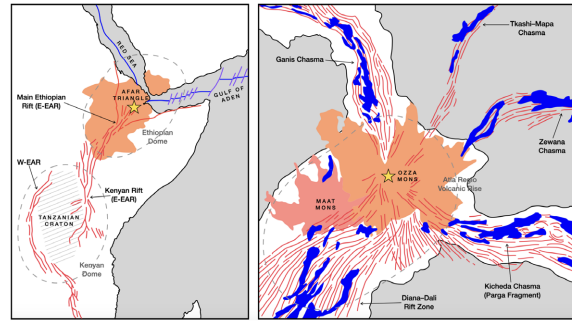 RED SEA
AFAR
TRIANGLE
GULF OF
ADEN
Main Ethiopian
Rift (E-EAR)
Ethiopian
Dome
W-EAR
Kenyan Rift
(E-EAR)
TANZANIAN
CRATON
Kenyan
Dome
Tkashi–Mapa
Chasma
Ganis Chasma
Zewana
Chasma
OZZA
MONS
Atla Regio
Volcanic Rise
MAAT
MONS
Kicheda Chasma
(Parga Fragment)
Diana–Dali
Rift Zone